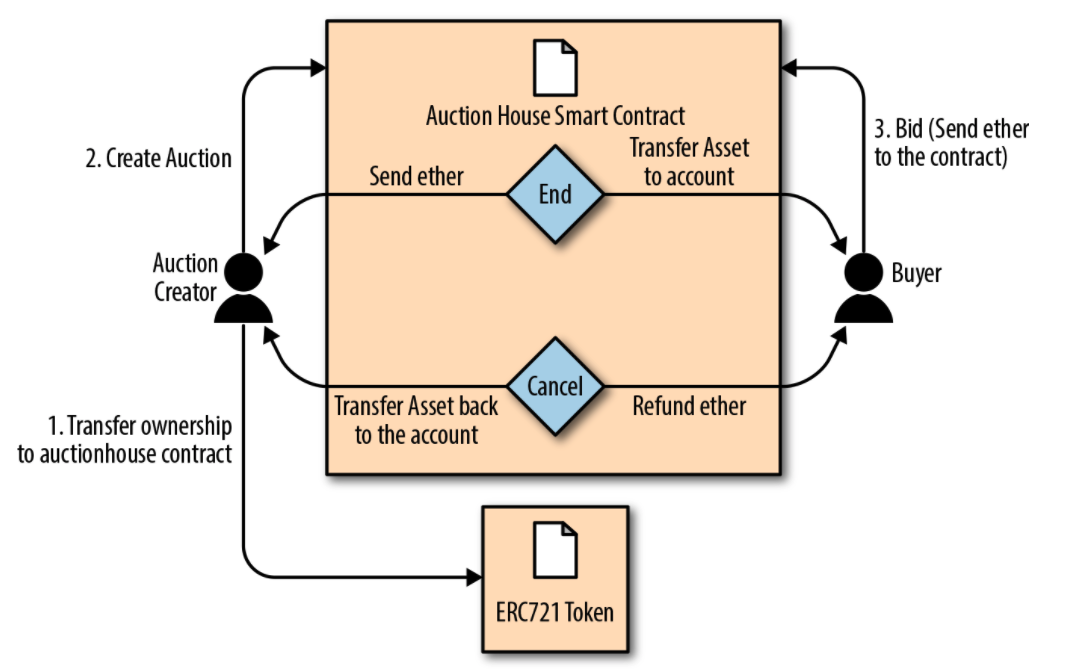 Auction House Smart Contract
2. Create Auction
3. Bid (Send ether
to the contract)
Send ether
End
Transfer Asset
to account
Auction
Creator
Buyer
Cancel
Transfer Asset back
to the account
Refund ether
1. Transfer ownership
to auctionhouse contract
ERC721 Token